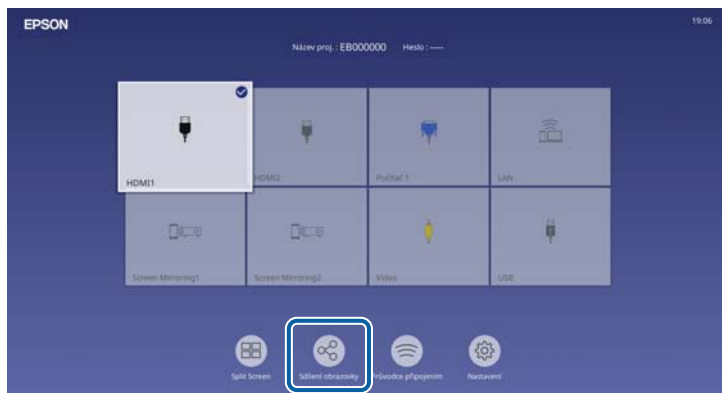 EPSON
19:06
Název proj. : EB000000 Heslo : ----
HDMI1
HDMI2
Počítač 1
LAN
Screen Mirroring1
Screen Mirroring2
Video
USB
Split Screen
Sdílení obrazovky
Průvodce připojením
Nastavení